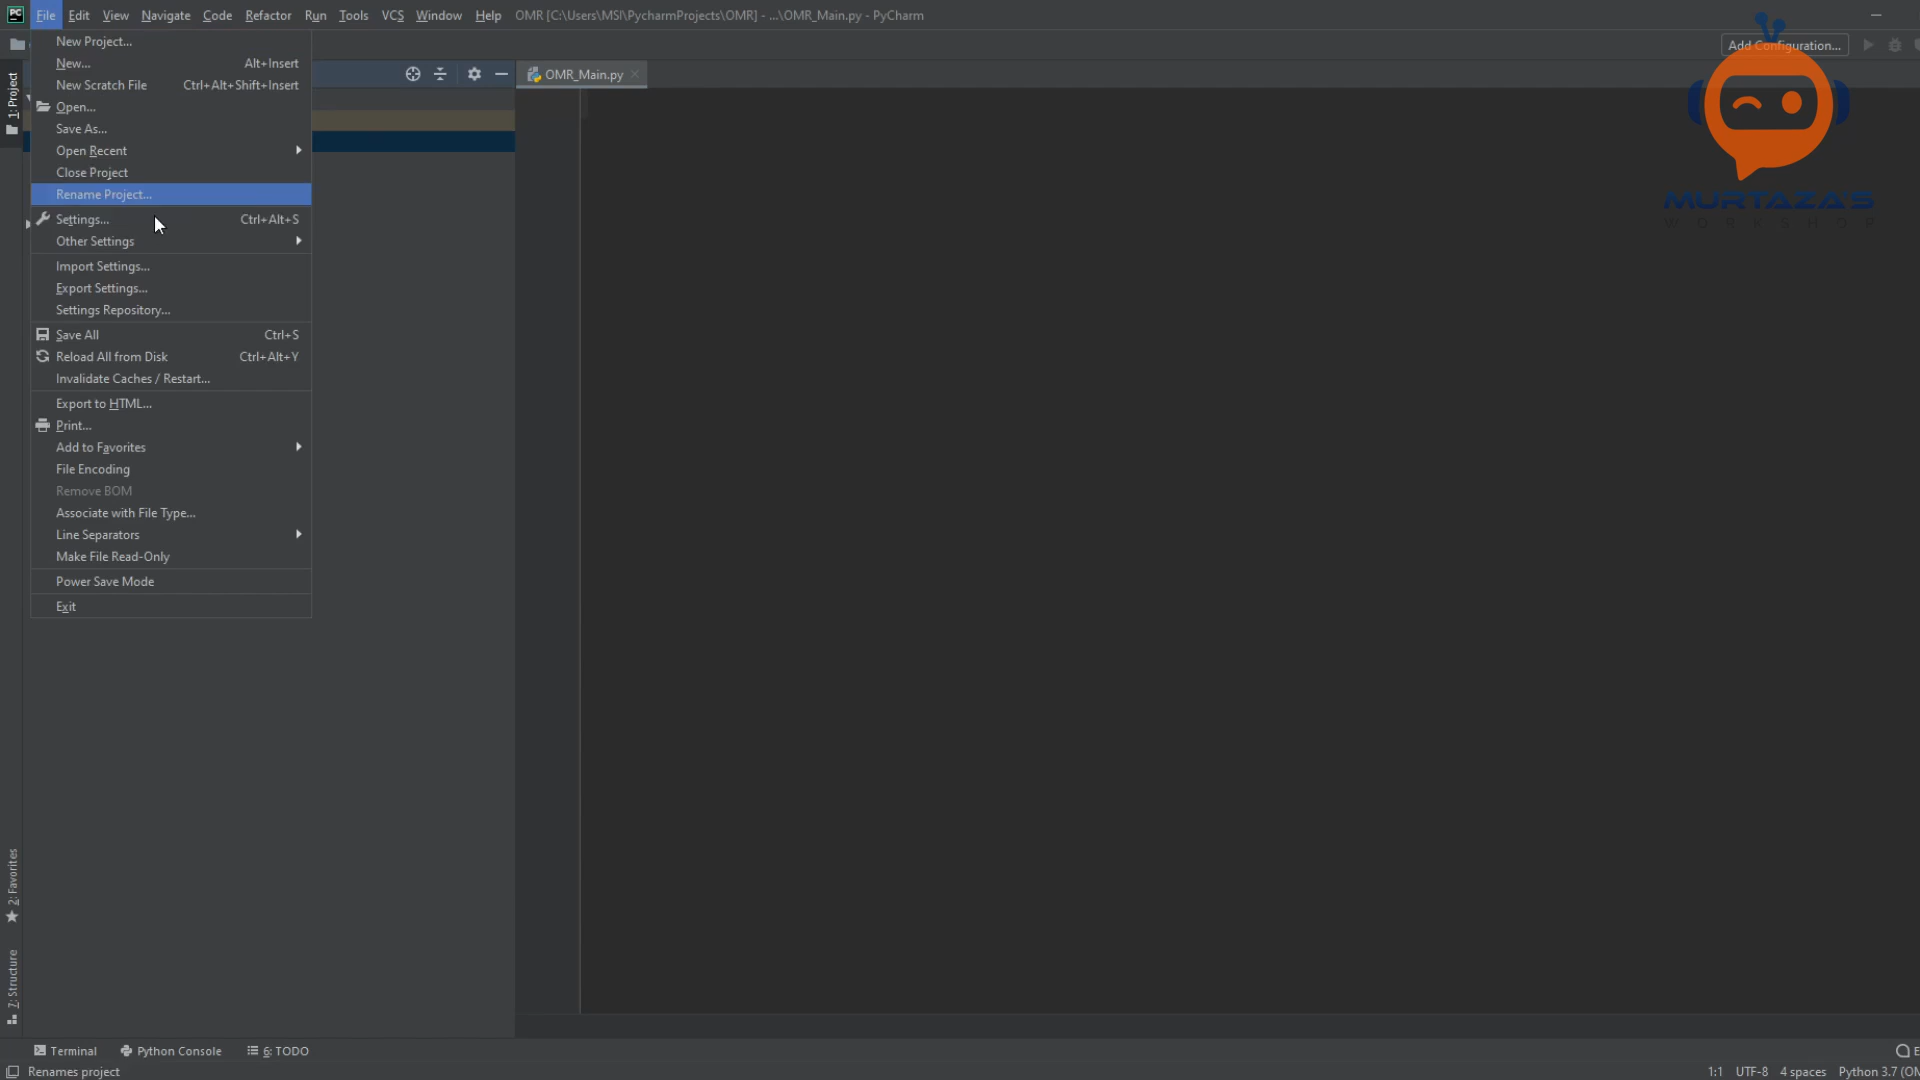 File Edit View Navigate Code Refactor Run Tools VCS Window Help OMR [C:\Users\MSI\PycharmProjects\OMR] - ...\OMR_Main.py - PyCharm
New Project...
Add Configuration...
New... Alt+Insert
OMR_Main.py
New Scratch File Ctrl+Alt+Shift+Insert
Open...
Save As...
Open Recent
Close Project
Rename Project...
Settings... Ctrl+Alt+S
Other Settings
Import Settings...
Export Settings...
Settings Repository...
Save All Ctrl+S
Reload All from Disk Ctrl+Alt+Y
Invalidate Caches / Restart...
Export to HTML...
Print...
Add to Favorites
File Encoding
Remove BOM
Associate with File Type...
Line Separators
Make File Read-Only
Power Save Mode
Exit
1: Project
2: Favorites
7: Structure
MURTAZA'S
WORKSHOP
Terminal Python Console 6: TODO E
Renames project 1:1 UTF-8 4 spaces Python 3.7 (OM